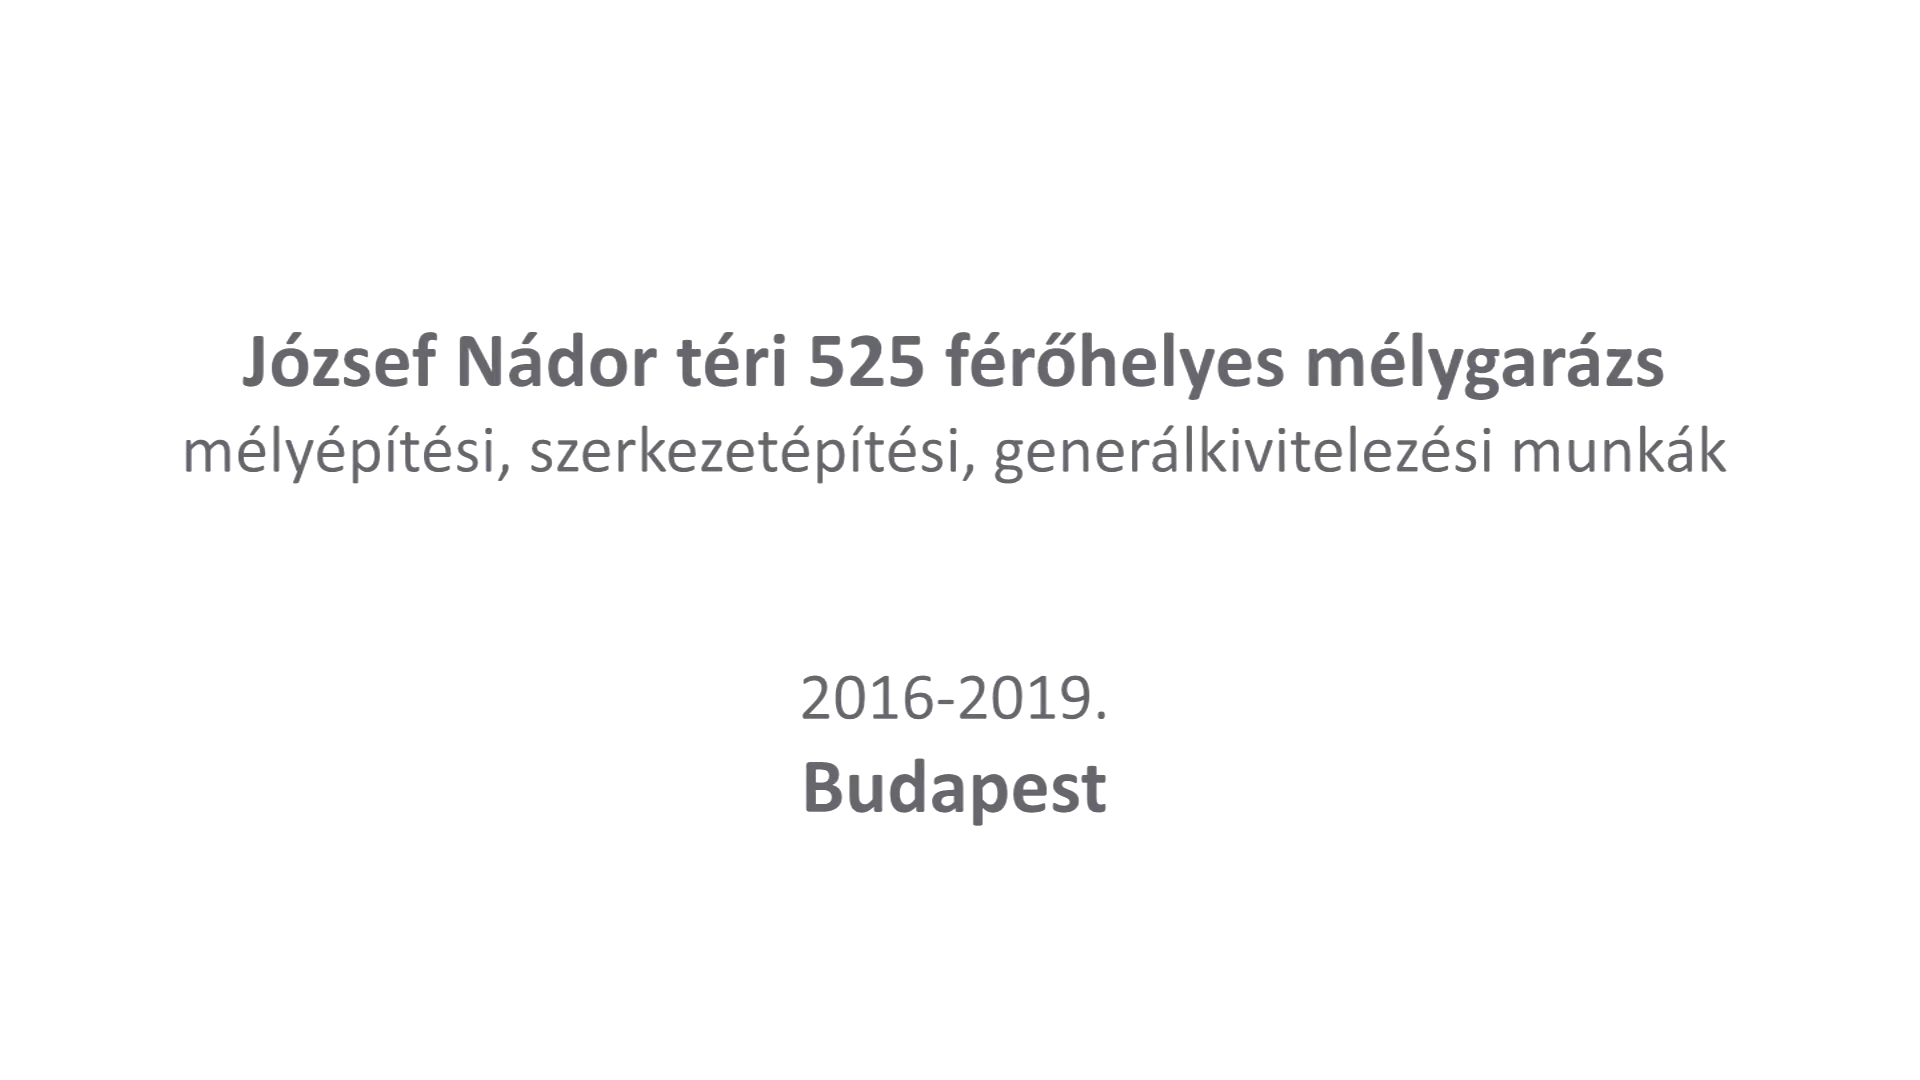 József Nádor téri 525 férőhelyes mélygarázs
mélyépítési, szerkezetépítési, generálkivitelezési munkák
2016-2019.
Budapest